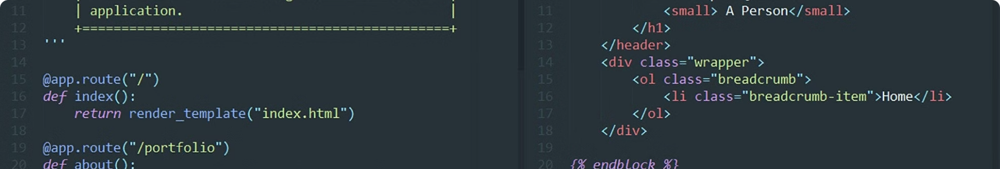 11 | application. |
12 +===============================================+
13 '''
14
15 @app.route("/")
16 def index():
17 return render_template("index.html")
18
19 @app.route("/portfolio")
20 def about():
11 <small> A Person</small>
12 </h1>
13 </header>
14 <div class="wrapper">
15 <ol class="breadcrumb">
16 <li class="breadcrumb-item">Home</li>
17 </ol>
18 </div>
19
20 {% endblock %}